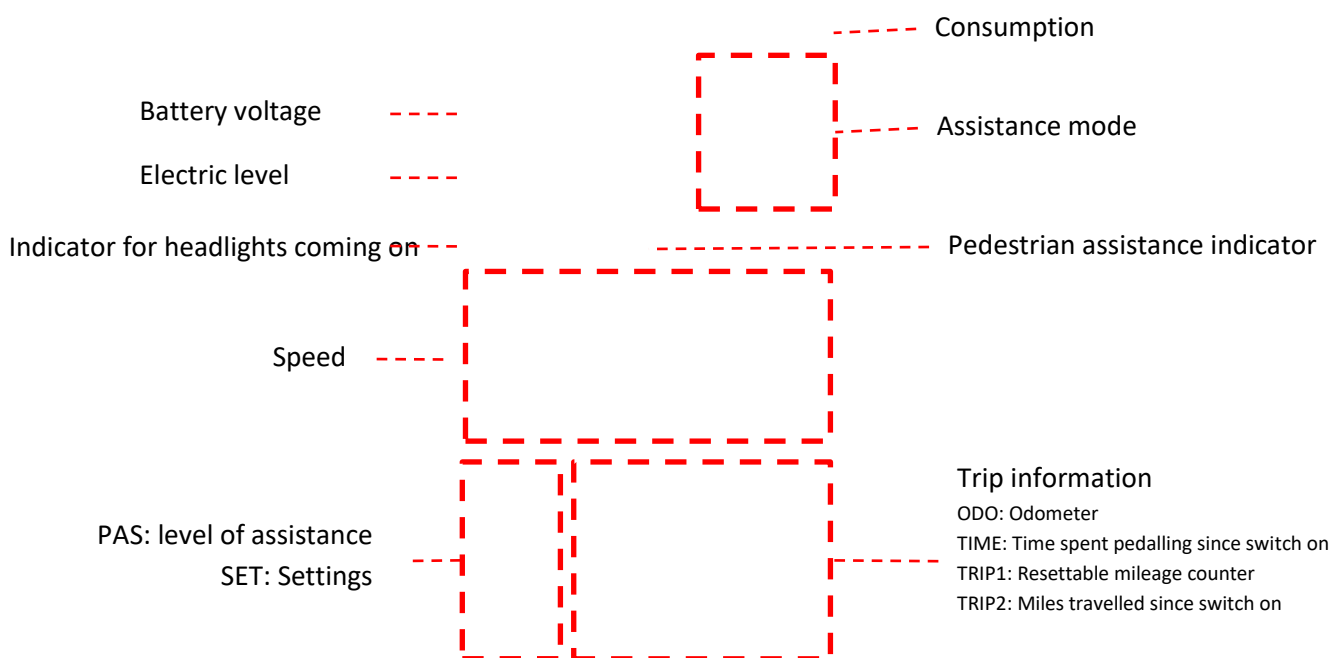 Consumption
Battery voltage
Assistance mode
Electric level
Indicator for headlights coming on
Pedestrian assistance indicator
Speed
Trip information
ODO: Odometer
PAS: level of assistance
TIME: Time spent pedalling since switch on
SET: Settings
TRIP1: Resettable mileage counter
TRIP2: Miles travelled since switch on